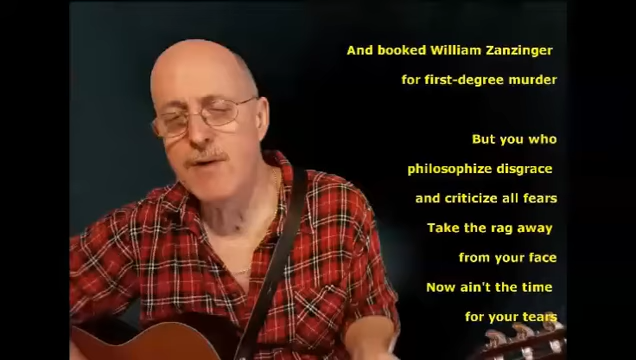 And booked William Zanzinger
for first-degree murder
But you who
philosophize disgrace
and criticize all fears
Take the rag away
from your face
Now ain't the time
for your tears